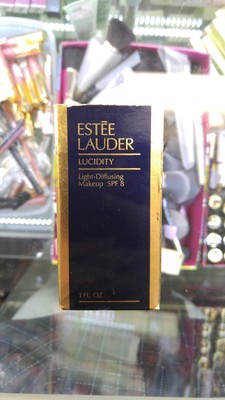 ESTĒE
LAUDER
LUCIDITY
Light-Diffusing
Makeup SPF 8
1 FL. OZ.